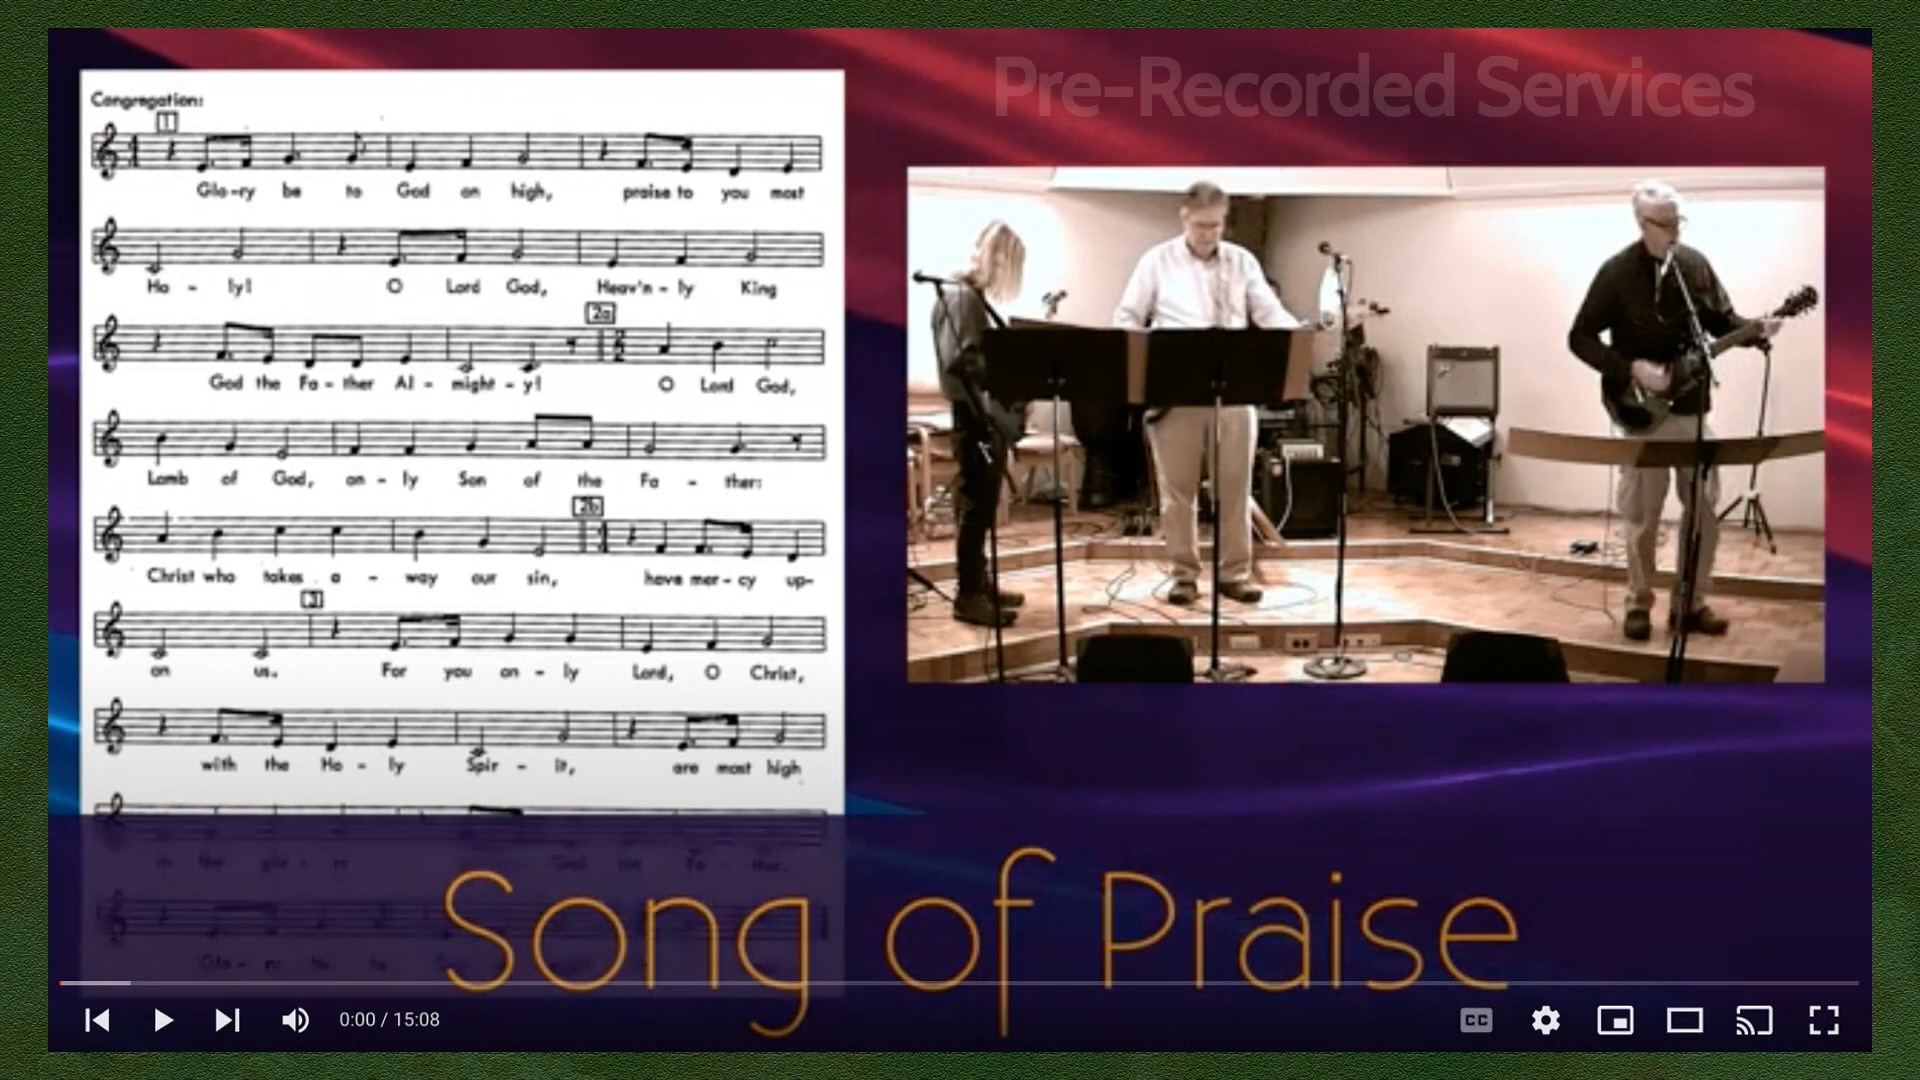 Pre-Recorded Services
Congregation:
1
Glo-ry be to God on high, praise to you most
Ho - ly! O Lord God, Heav'n - ly King
2a
God the Fa - ther Al - might - y! O Lord God,
Lamb of God, on - ly Son of the Fa - ther:
2b
Christ who takes a - way our sin, have mer - cy up-
3
on us. For you on - ly Lord, O Christ,
with the Ho - ly Spir - it, are most high
Song of Praise
0:00 / 15:08
CC